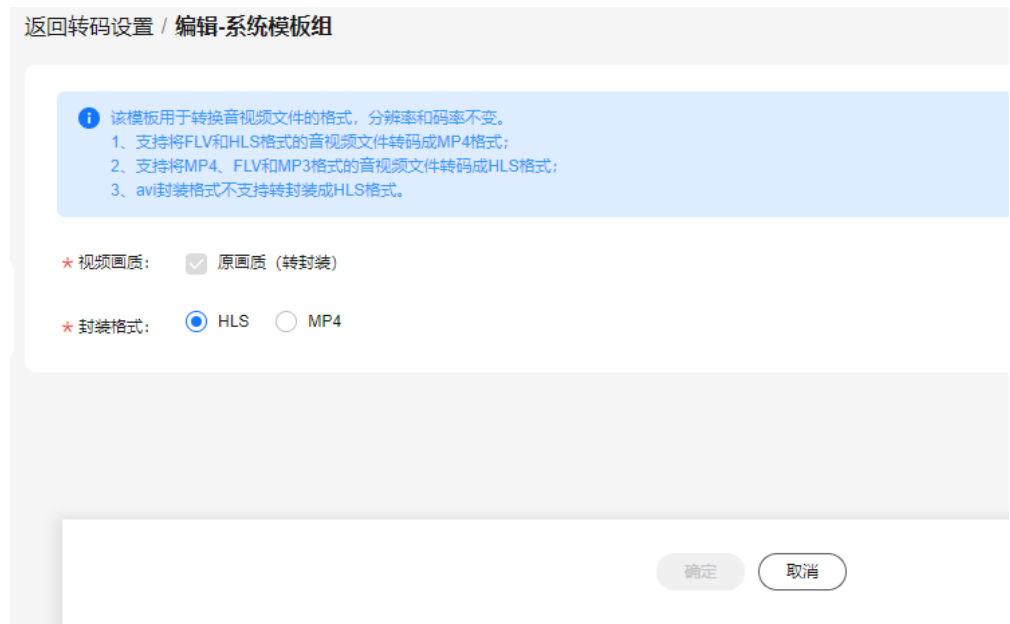 返回转码设置 / 编辑-系统模板组
该模板用于转换音视频文件的格式，分辨率和码率不变。
1、支持将FLV和HLS格式的音视频文件转码成MP4格式；
2、支持将MP4、FLV和MP3格式的音视频文件转码成HLS格式；
3、avi封装格式不支持转封装成HLS格式。
* 视频画质： 原画质（转封装）
* 封装格式： HLS MP4
确定 取消